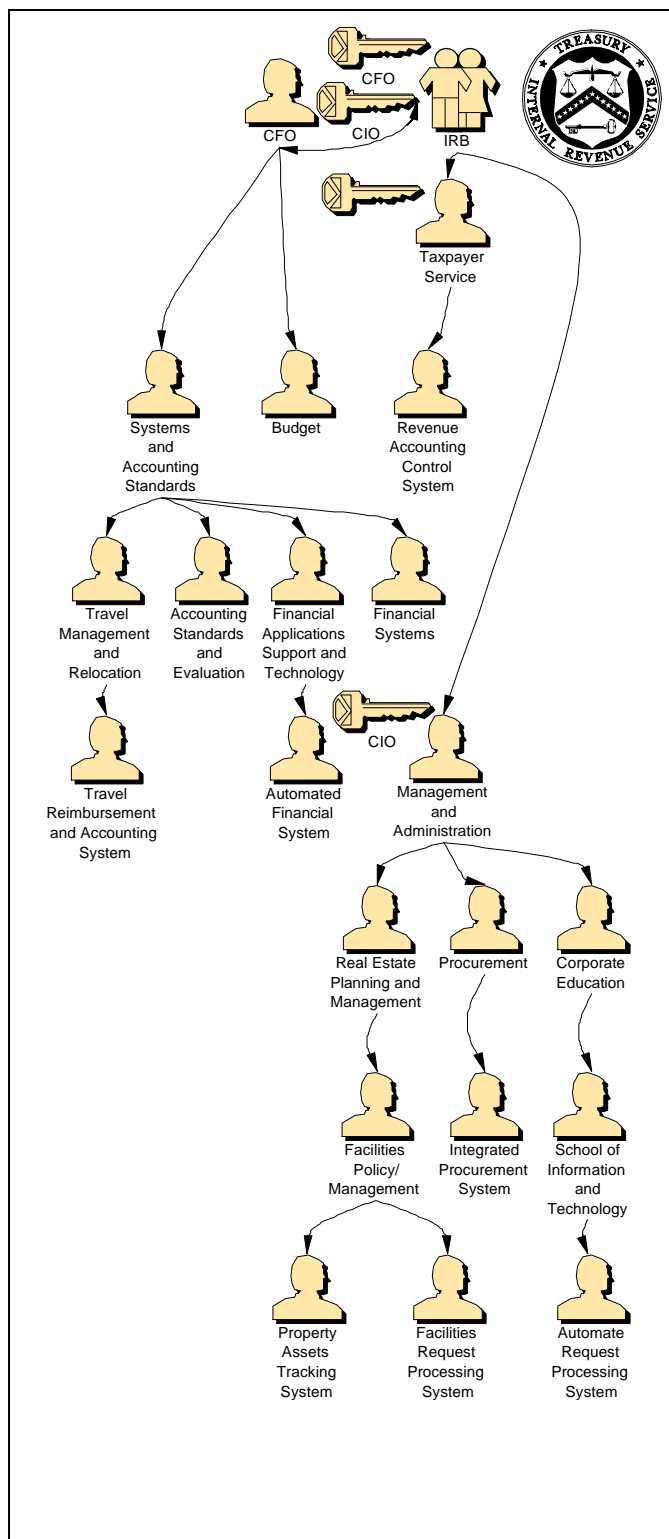 CFO
TREASURY
INTERNAL REVENUE SERVICE
CFO
CIO
IRB
Taxpayer
Service
Systems
and
Accounting
Standards
Budget
Revenue
Accounting
Control
System
Travel
Management
and
Relocation
Accounting
Standards and
Evaluation
Financial
Applications
Support and
Technology
Financial
Systems
CIO
Travel
Reimbursement
and Accounting
System
Automated
Financial
System
Management
and
Administration
Real Estate
Planning and
Management
Procurement
Corporate
Education
Facilities
Policy/
Management
Integrated
Procurement
System
School of
Information
and
Technology
Property
Assets
Tracking
System
Facilities
Request
Processing
System
Automate
Request
Processing
System